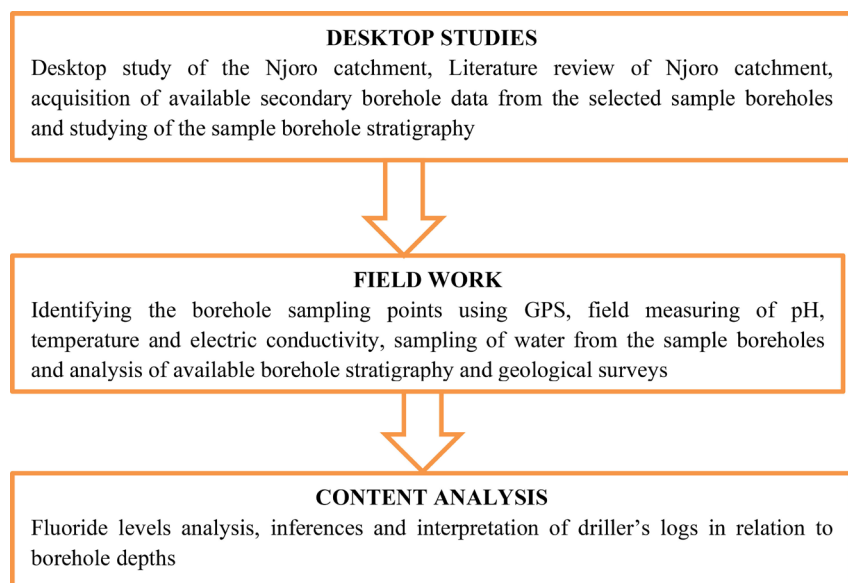 DESKTOP STUDIES
Desktop study of the Njoro catchment, Literature review of Njoro catchment,
acquisition of available secondary borehole data from the selected sample boreholes
and studying of the sample borehole stratigraphy
FIELD WORK
Identifying the borehole sampling points using GPS, field measuring of pH,
temperature and electric conductivity, sampling of water from the sample boreholes
and analysis of available borehole stratigraphy and geological surveys
CONTENT ANALYSIS
Fluoride levels analysis, inferences and interpretation of driller’s logs in relation to
borehole depths